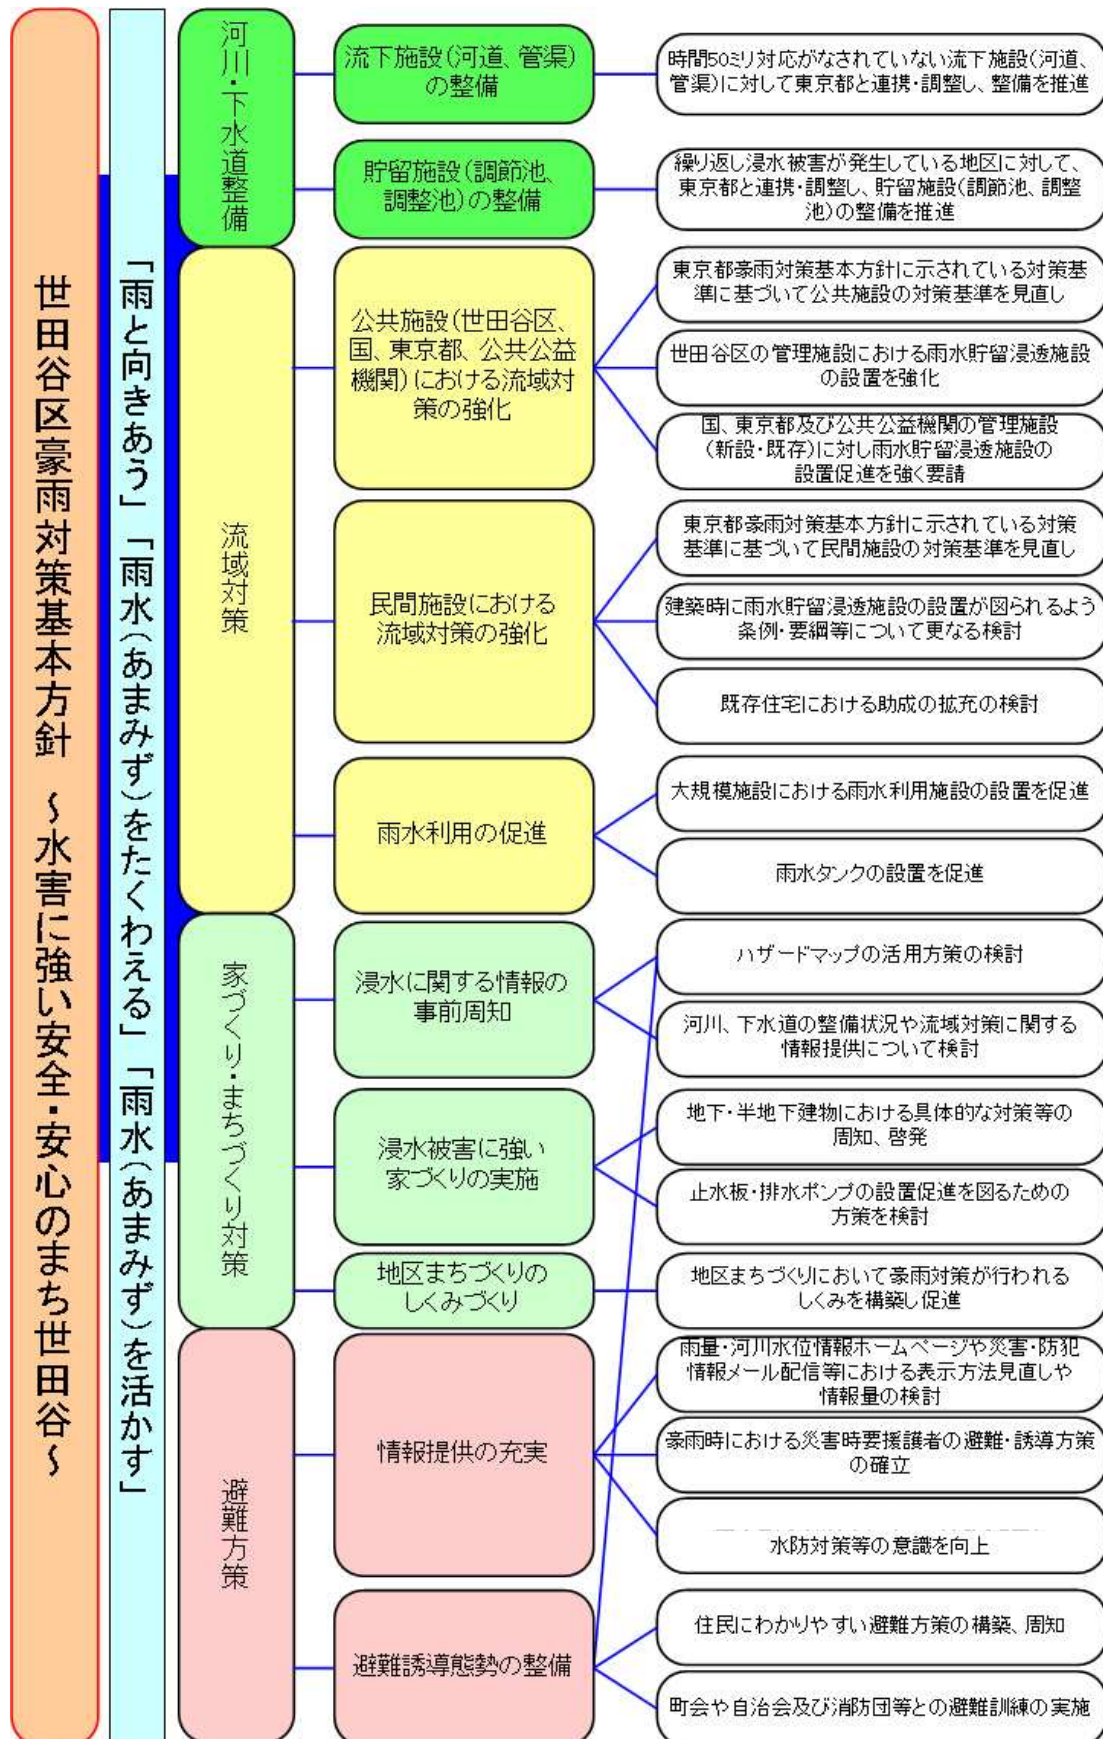 世田谷区豪雨対策基本方針 ～水害に強い安全・安心のまち世田谷～
「雨と向きあう」「雨水（あまみず）をたくわえる」「雨水（あまみず）を活かす」
河川・下水道整備
流下施設（河道、管渠）
の整備
時間50ミリ対応がなされていない流下施設（河道、
管渠）に対して東京都と連携・調整し、整備を推進
貯留施設（調節池、
調整池）の整備
繰り返し浸水被害が発生している地区に対して、
東京都と連携・調整し、貯留施設（調節池、調整
池）の整備を推進
流域対策
公共施設（世田谷区、
国、東京都、公共公益
機関）における流域対
策の強化
東京都豪雨対策基本方針に示されている対策基
準に基づいて公共施設の対策基準を見直し
世田谷区の管理施設における雨水貯留浸透施設
の設置を強化
国、東京都及び公共公益機関の管理施設
（新設・既存）に対し雨水貯留浸透施設の
設置促進を強く要請
民間施設における
流域対策の強化
東京都豪雨対策基本方針に示されている対策
基準に基づいて民間施設の対策基準を見直し
建築時に雨水貯留浸透施設の設置が図られるよう
条例・要綱等について更なる検討
既存住宅における助成の拡充の検討
雨水利用の促進
大規模施設における雨水利用施設の設置を促進
雨水タンクの設置を促進
家づくり・まちづくり対策
浸水に関する情報の
事前周知
ハザードマップの活用方策の検討
河川、下水道の整備状況や流域対策に関する
情報提供について検討
浸水被害に強い
家づくりの実施
地下・半地下建物における具体的な対策等の
周知、啓発
止水板・排水ポンプの設置促進を図るための
方策を検討
地区まちづくりの
しくみづくり
地区まちづくりにおいて豪雨対策が行われる
しくみを構築し促進
避難方策
情報提供の充実
雨量・河川水位情報ホームページや災害・防犯
情報メール配信等における表示方法見直しや
情報量の検討
豪雨時における災害時要援護者の避難・誘導方策
の確立
水防対策等の意識を向上
避難誘導態勢の整備
住民にわかりやすい避難方策の構築、周知
町会や自治会及び消防団等との避難訓練の実施